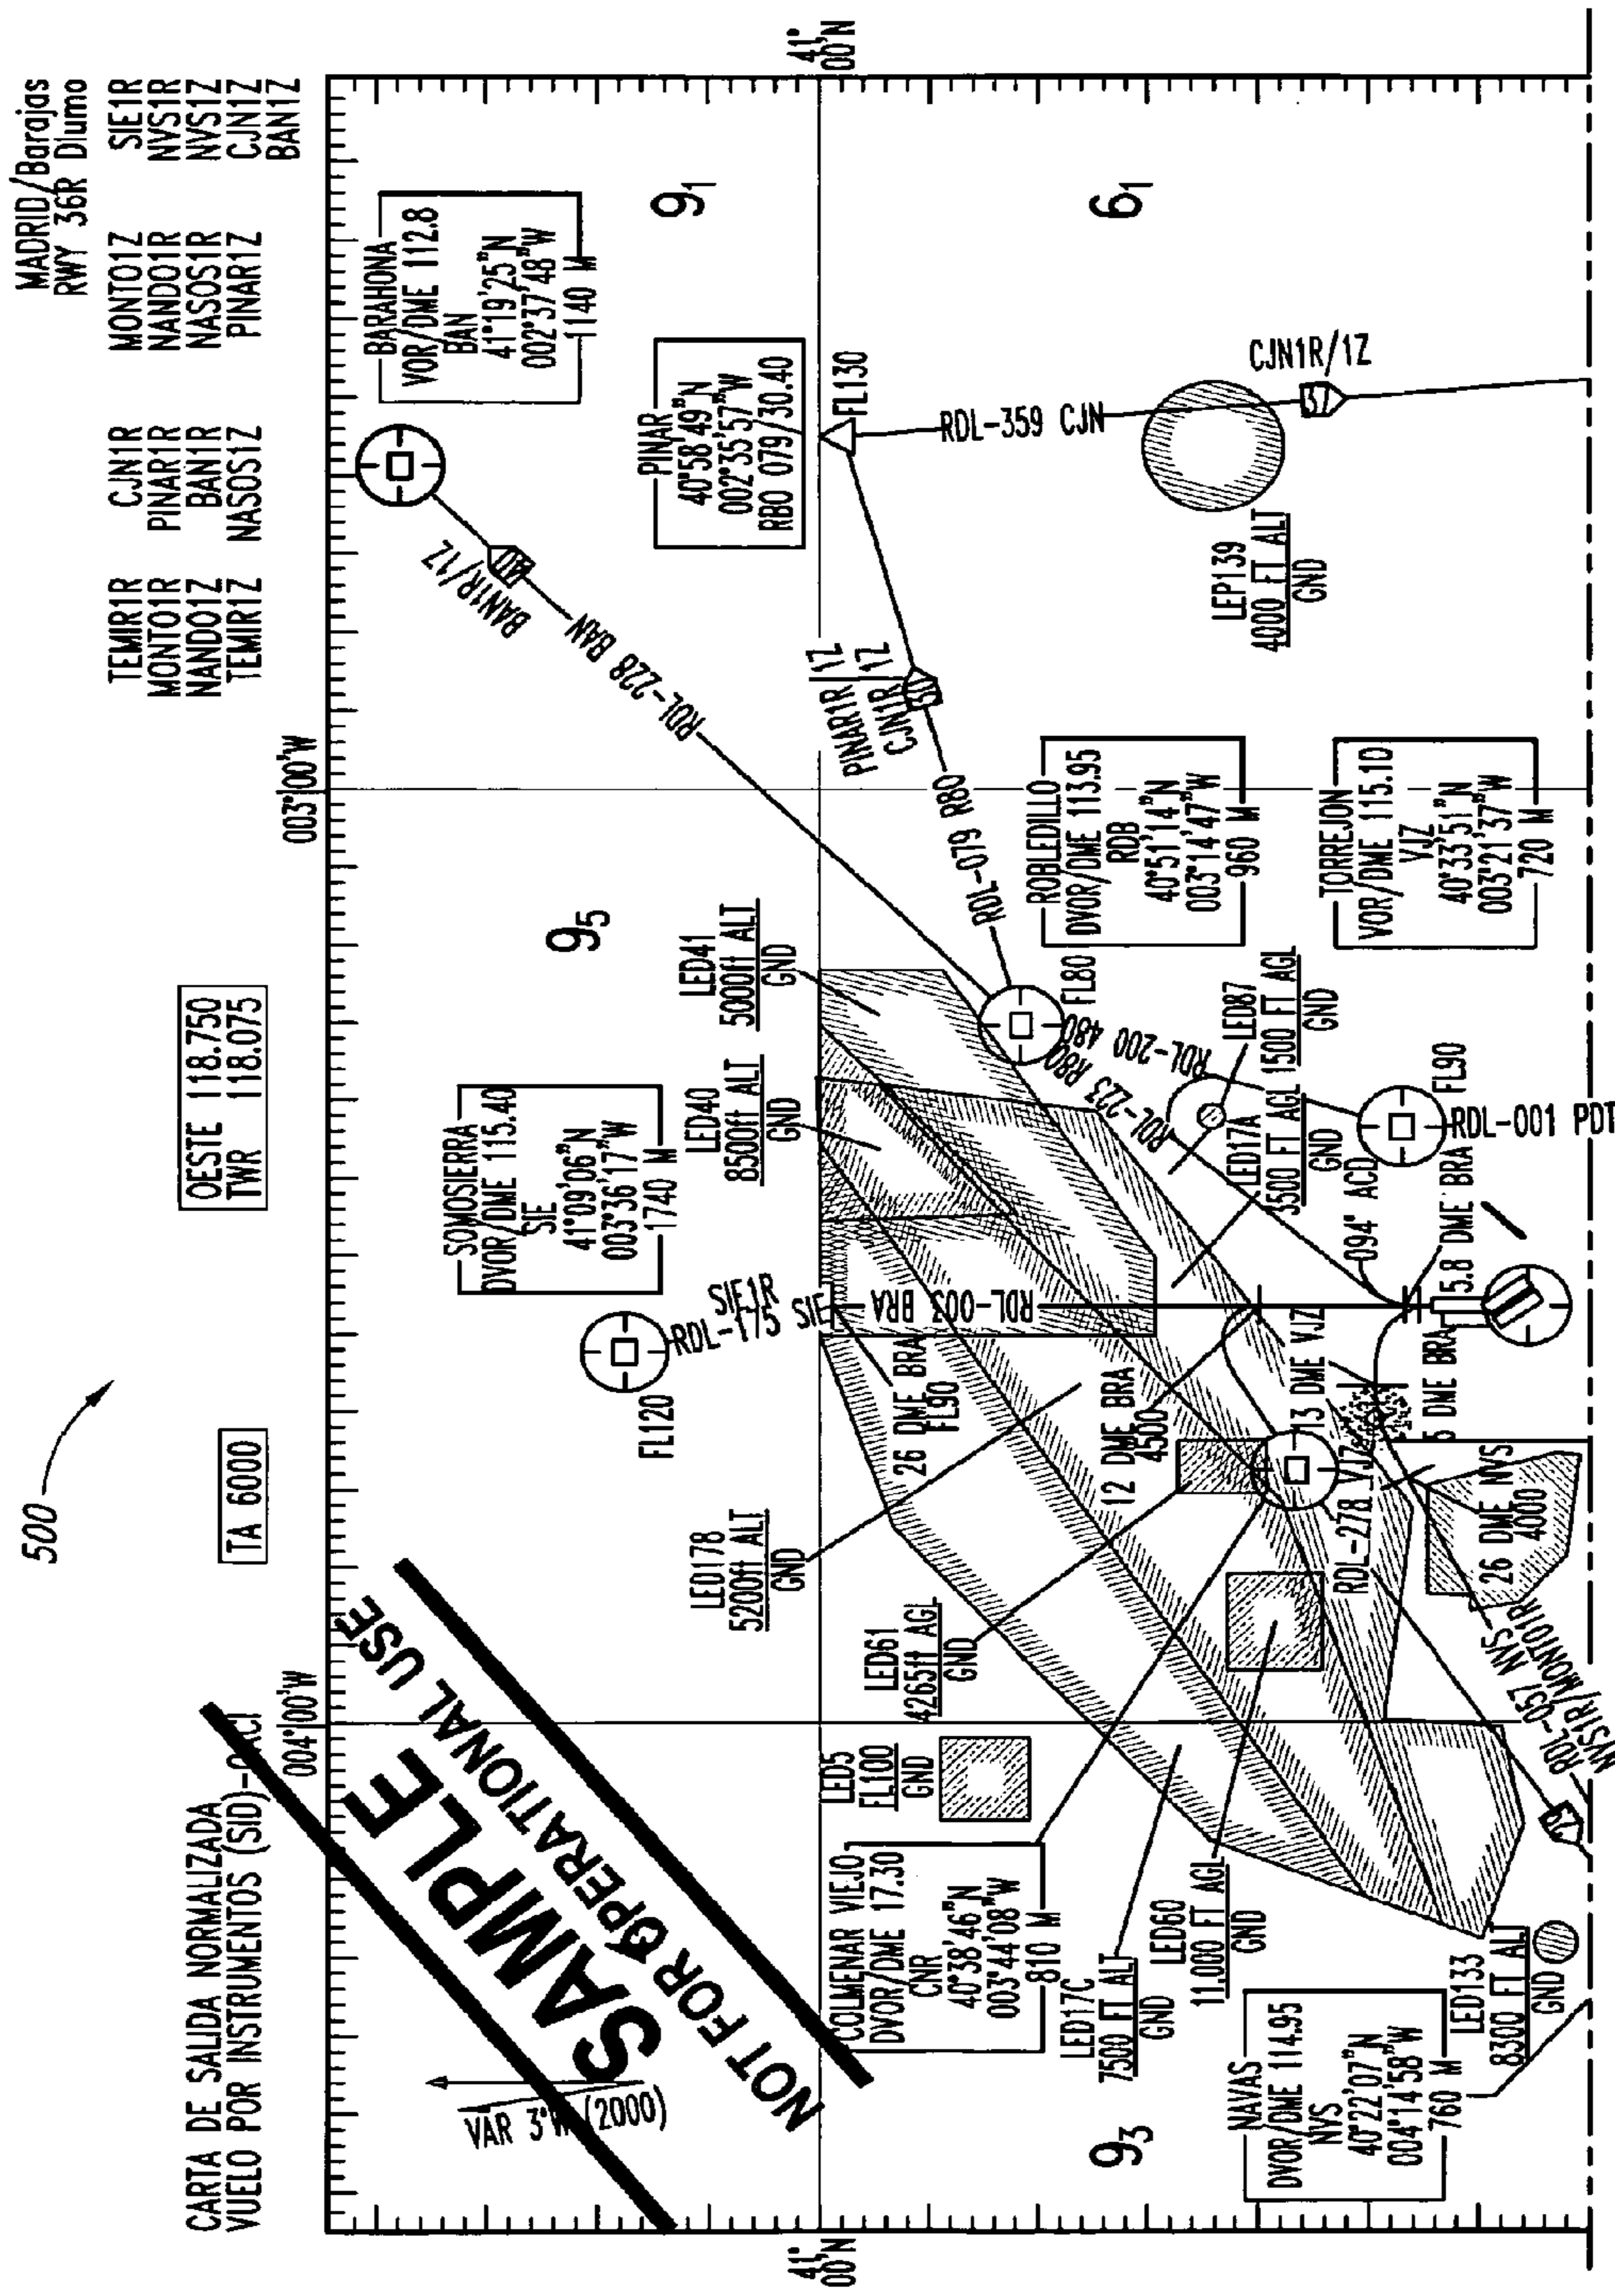 500
CARTA DE SALIDA NORMALIZADA
VUELO POR INSTRUMENTOS (SID)-OACI
TA 6000
OESTE 118.750
TWR 118.075
MADRID/Barajas
RWY 36R Dlumo
TEMIR1R CJN1R MONTO1Z SIE1R
MONTO1R PINAR1R NANDO1R NVS1R
NANDO1Z BAN1R NASOS1R NVS1Z
TEMIR1Z NASOS1Z PINAR1Z CJN1Z
BAN1Z
004°00'W
003°00'W
41°
00'N
41°
00'N
VAR 3°W (2000)
SAMPLE
NOT FOR OPERATIONAL USE
SOMOSIERRA
DVOR/DME 115.40
SIE
41°09'06"N
003°36'17"W
1740 M
BARAHONA
VOR/DME 112.8
BAN
41°19'25"N
002°37'48"W
1140 M
PINAR
40°58'49"N
002°35'57"W
RBO 079/30.40
ROBLEDILLO
DVOR/DME 113.95
RDB
40°51'14"N
003°14'47"W
960 M
TORREJON
VOR/DME 115.10
VJZ
40°33'51"N
003°21'37"W
720 M
COLMENAR VIEJO
DVOR/DME 17.30
CNR
40°38'46"N
003°44'08"W
810 M
NAVAS
DVOR/DME 114.95
NVS
40°22'07"N
004°14'58"W
760 M
9₅
9₁
6₁
9₃
FL120
SIE1R
RDL-175 SIE
RDL-003 BRA
26 DME BRA
FL90
12 DME BRA
4500
LED178
5200ft ALT
GND
LED40
8500ft ALT
GND
LED41
5000ft ALT
GND
LED61
4265ft AGL
GND
LED5
FL100
GND
LED17C
7500 FT ALT
GND
LED60
11.000 FT AGL
GND
LED133
8300 FT ALT
GND
LED17A
3500 FT AGL
GND
LED87
1500 FT AGL
GND
LEP139
4000 FT ALT
GND
BAN1R/1Z
40
RDL-228 BAN
PINAR1R 1Z
CJN1R 1Z
30
RDL-079 RBO
FL130
RDL-359 CJN
CJN1R/1Z
37
FL80
RDL-200 480
RDL-223 R80
FL90
RDL-001 PDT
094° ACD
5.8 DME BRA
13 DME VJZ
5 DME BRA
RDL-278 VJZ
26 DME NVS
4000
RDL-057 NVS
NVS1R/MONTO1R